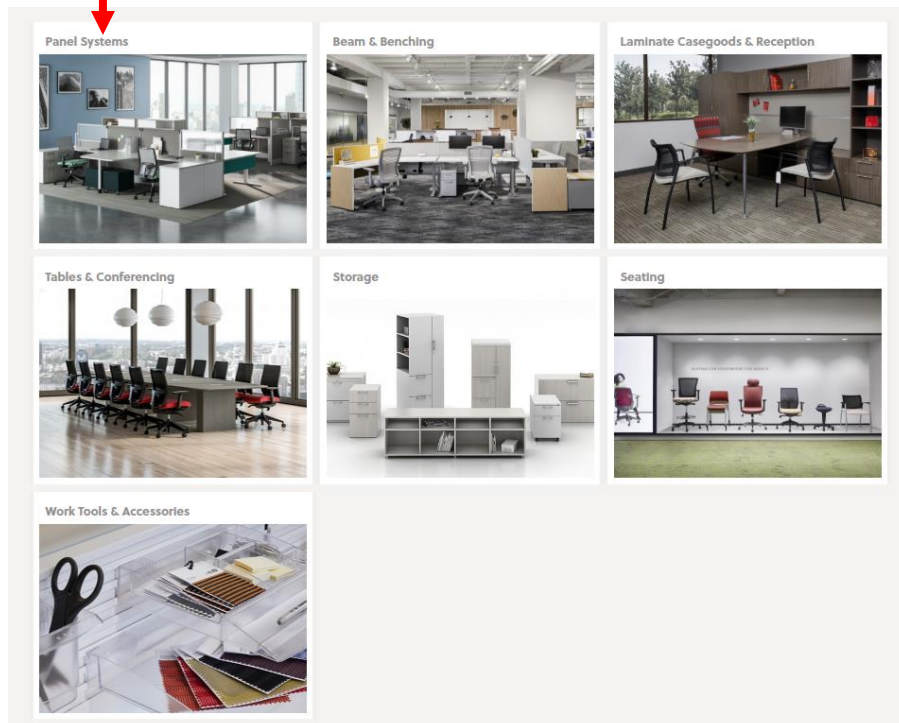 Panel Systems
Beam & Benching
Laminate Casegoods & Reception
Tables & Conferencing
Storage
Seating
Work Tools & Accessories